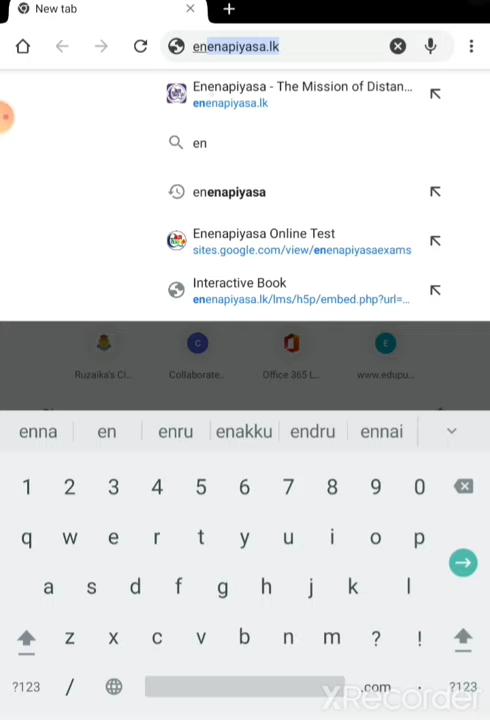 New tab
enenapiyasa.lk
Enenapiyasa - The Mission of Distan...
enenapiyasa.lk
en
enenapiyasa
Enenapiyasa Online Test
sites.google.com/view/enenapiyasaexams
Interactive Book
enenapiyasa.lk/lms/h5p/embed.php?url=...
Ruzaika's Cl... Collaborate.. Office 365 L... www.edupu...
enna en enru enakku endru ennai
1 2 3 4 5 6 7 8 9 0
q w e r t y u i o p
a s d f g h j k l
z x c v b n m ? !
?123 / .com . ?123
XRecorder